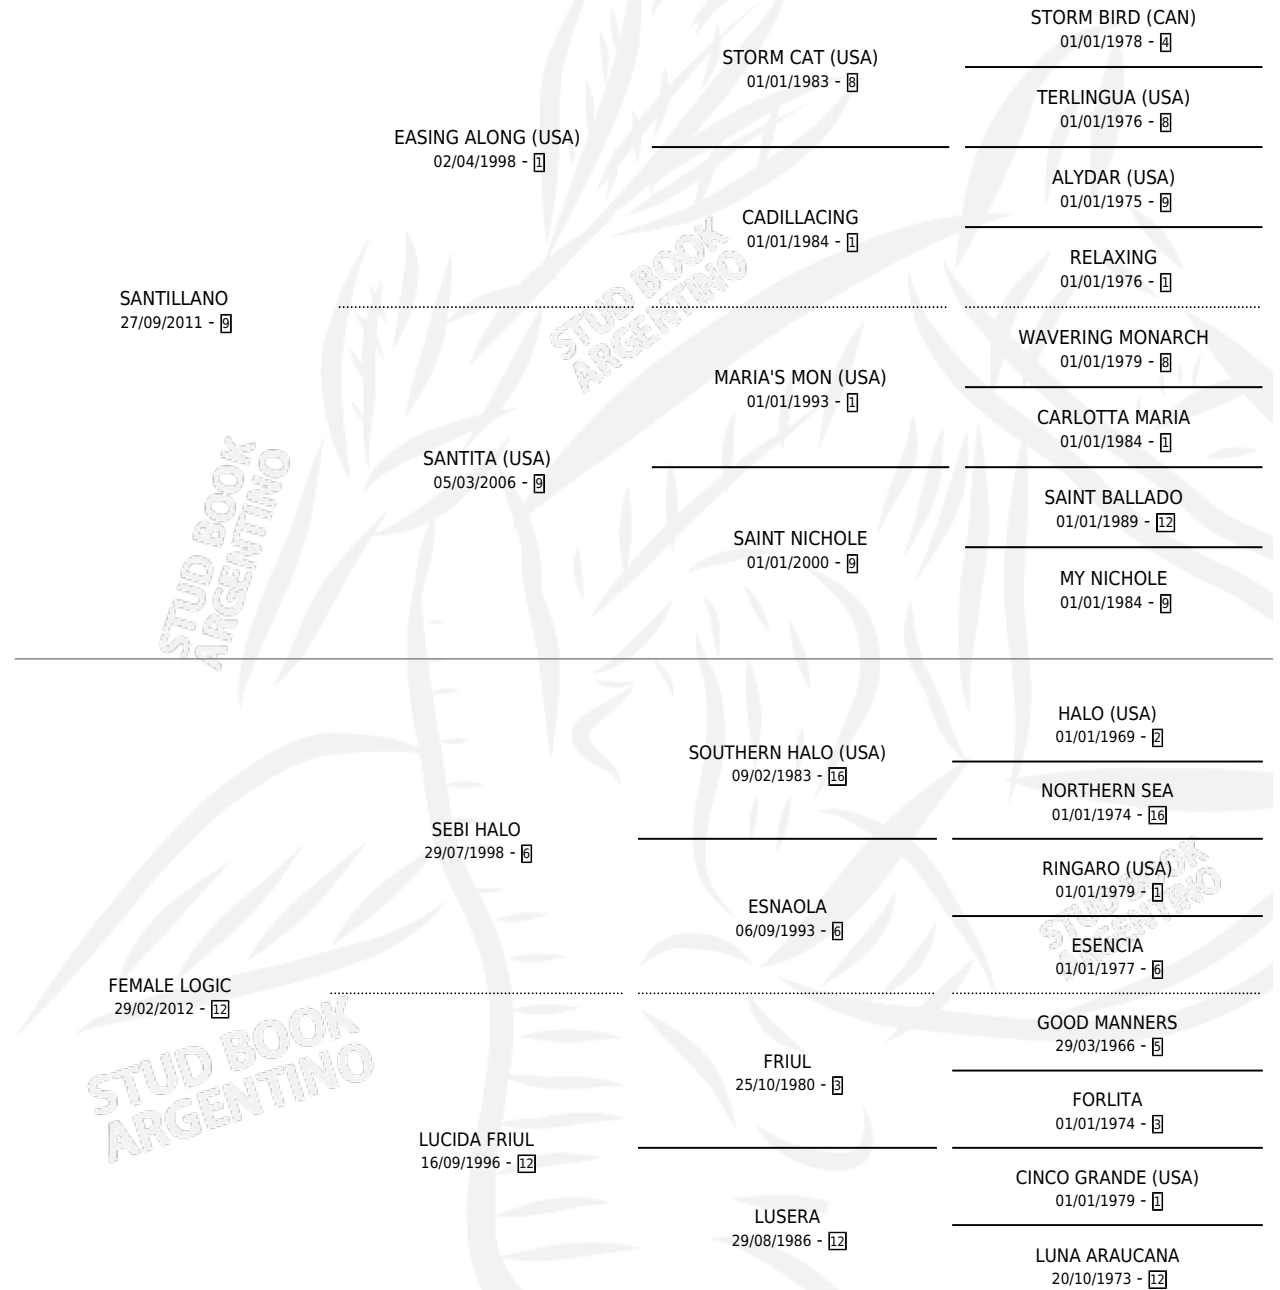 STORM BIRD (CAN)
01/01/1978 - 4
STORM CAT (USA)
01/01/1983 - 8
TERLINGUA (USA)
01/01/1976 - 8
EASING ALONG (USA)
02/04/1998 - 1
ALYDAR (USA)
01/01/1975 - 9
CADILLACING
01/01/1984 - 1
RELAXING
01/01/1976 - 1
SANTILLANO
27/09/2011 - 9
WAVERING MONARCH
01/01/1979 - 8
MARIA'S MON (USA)
01/01/1993 - 1
CARLOTTA MARIA
01/01/1984 - 1
SANTITA (USA)
05/03/2006 - 9
SAINT BALLADO
01/01/1989 - 12
SAINT NICHOLE
01/01/2000 - 9
MY NICHOLE
01/01/1984 - 9
HALO (USA)
01/01/1969 - 2
SOUTHERN HALO (USA)
09/02/1983 - 16
NORTHERN SEA
01/01/1974 - 16
SEBI HALO
29/07/1998 - 6
RINGARO (USA)
01/01/1979 - 1
ESNAOLA
06/09/1993 - 6
ESENCIA
01/01/1977 - 6
FEMALE LOGIC
29/02/2012 - 12
GOOD MANNERS
29/03/1966 - 5
FRIUL
25/10/1980 - 3
FORLITA
01/01/1974 - 3
LUCIDA FRIUL
16/09/1996 - 12
CINCO GRANDE (USA)
01/01/1979 - 1
LUSERA
29/08/1986 - 12
LUNA ARAUCANA
20/10/1973 - 12
STUD BOOK
ARGENTINO
STUD BOOK
ARGENTINO
STUD BOOK
ARGENTINO
STUD BOOK
ARGENTINO